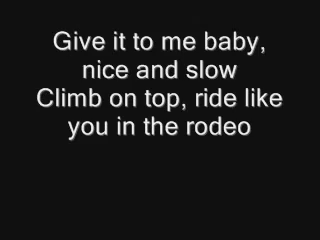 Give it to me baby,
nice and slow
Climb on top, ride like
you in the rodeo